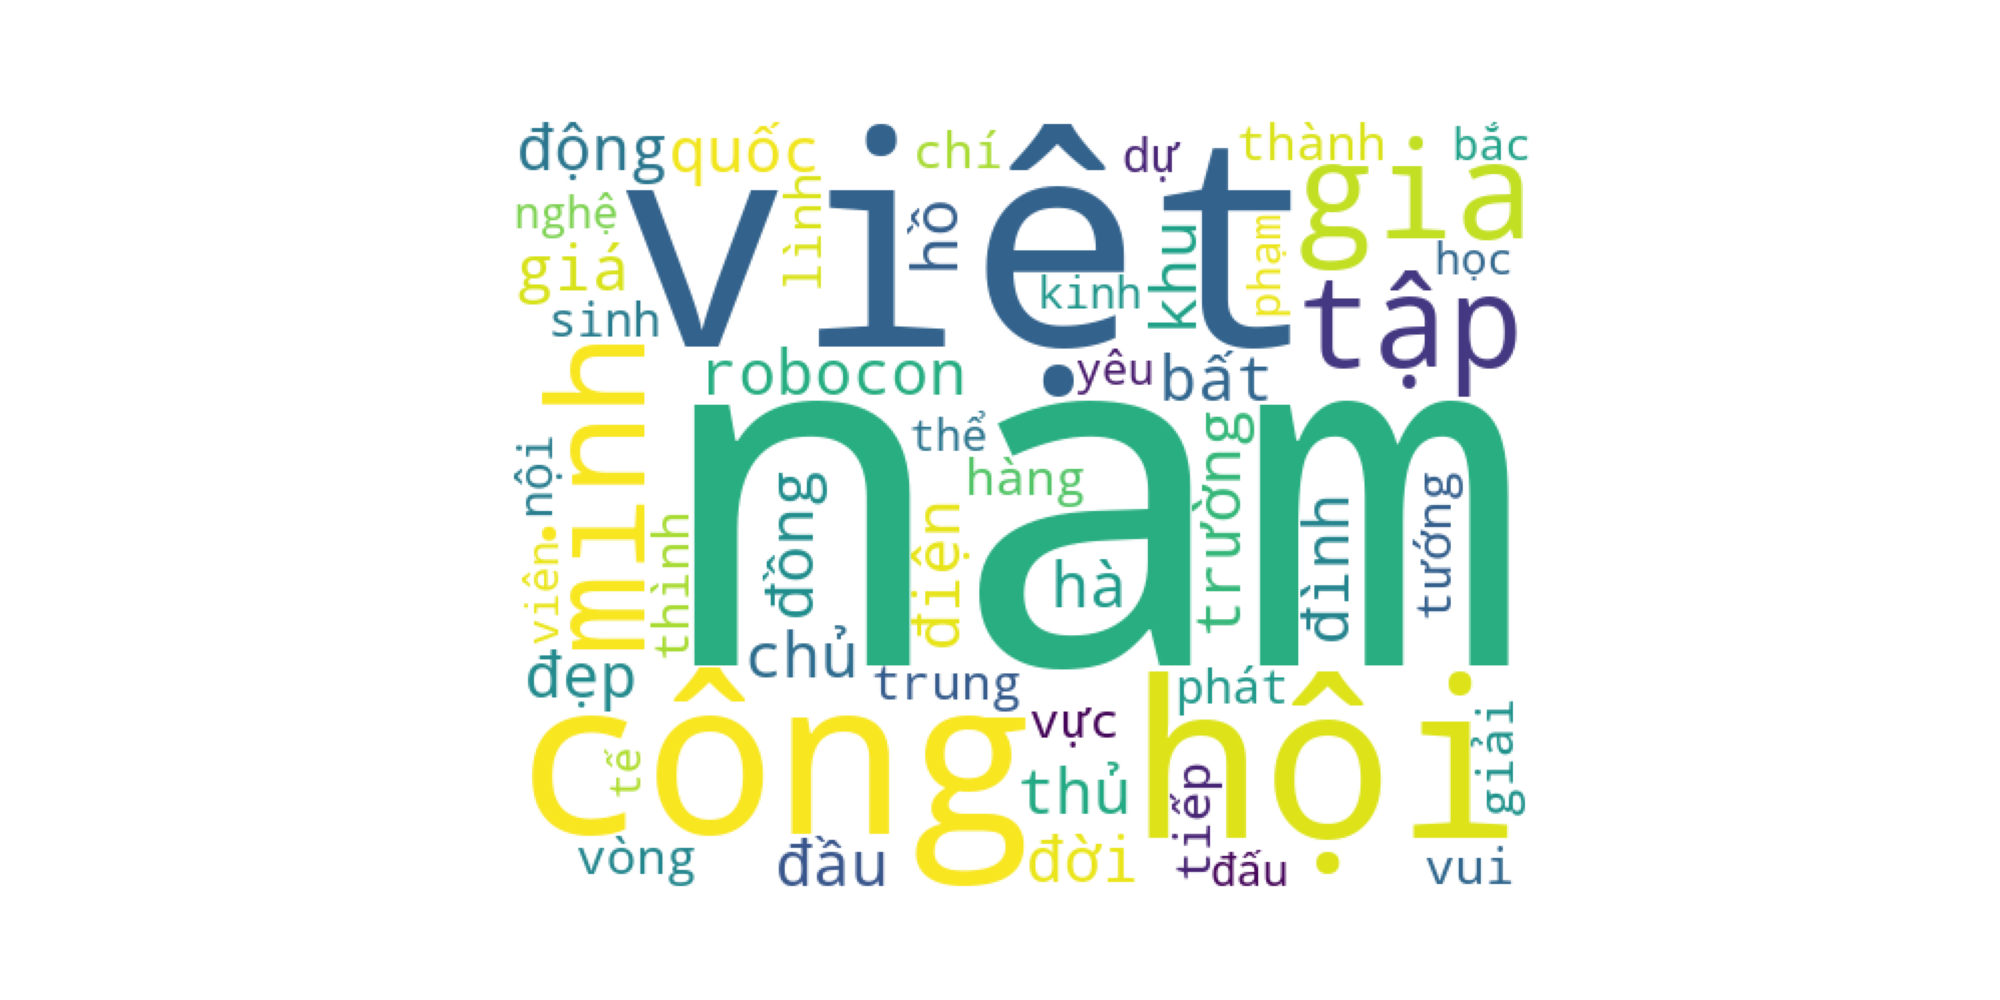 động
quốc
chí
dự
thành
bắc
việt
gia
nghệ
lình
hồ
khu
phạm
học
giá
kinh
tập
sinh
robocon
yêu
bất
minh
nam
thể
trường
nội
hàng
đồng
điện
đình
tướng
viên
thình
hà
chủ
đẹp
trung
phát
công
hội
vực
giải
tế
thủ
tiếp
vòng
đầu
đời
đấu
vui